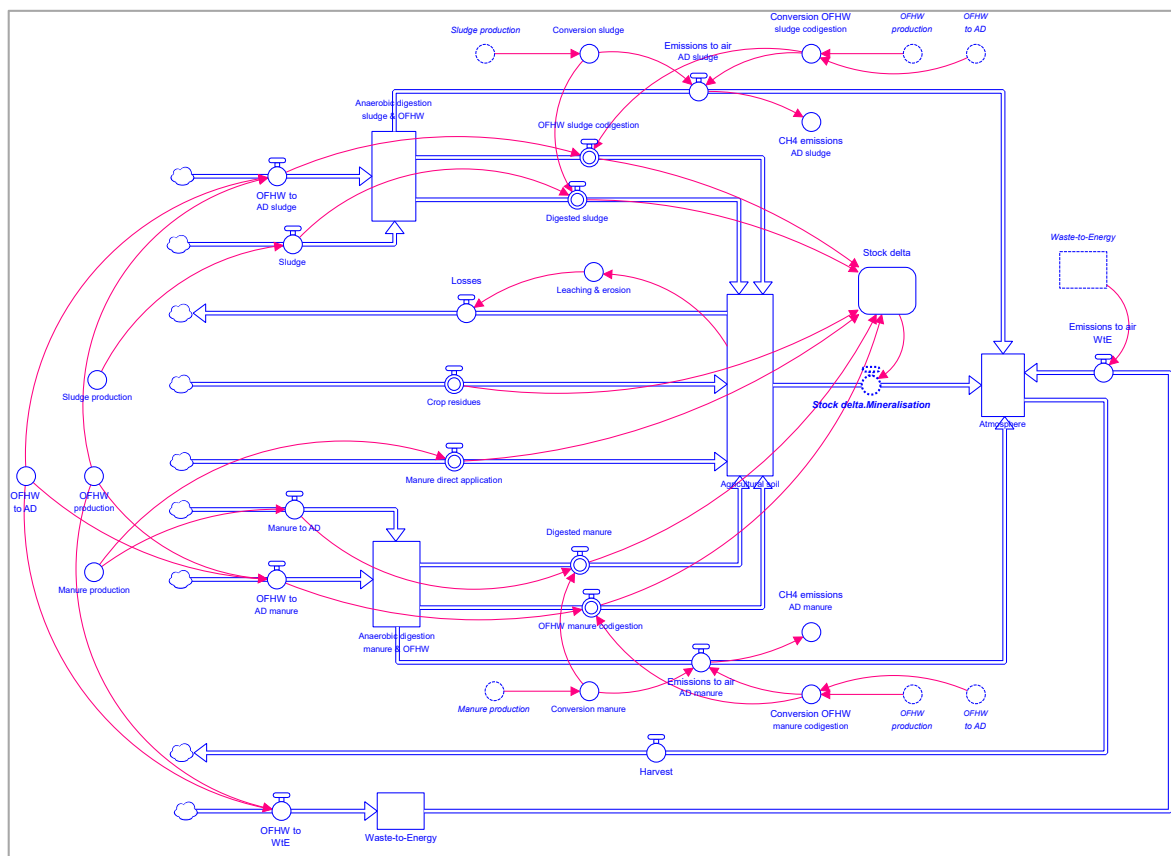 Sludge production
Conversion sludge
Conversion OFHW
sludge codigestion
OFHW
production
OFHW
to AD
Emissions to air
AD sludge
Anaerobic digestion
sludge & OFHW
OFHW sludge codigestion
CH4 emissions
AD sludge
OFHW to
AD sludge
Digested sludge
Sludge
Waste-to-Energy
Stock delta
Losses
Leaching & erosion
Emissions to air
WtE
Sludge production
Crop residues
Stock delta.Mineralisation
Atmosphere
OFHW
to AD
OFHW
production
Manure direct application
Agricultural soil
Manure to AD
Digested manure
Manure production
OFHW to
AD manure
CH4 emissions
AD manure
OFHW manure codigestion
Anaerobic digestion
manure & OFHW
Emissions to air
AD manure
Manure production
Conversion manure
Conversion OFHW
manure codigestion
OFHW
production
OFHW
to AD
Harvest
OFHW to
WtE
Waste-to-Energy